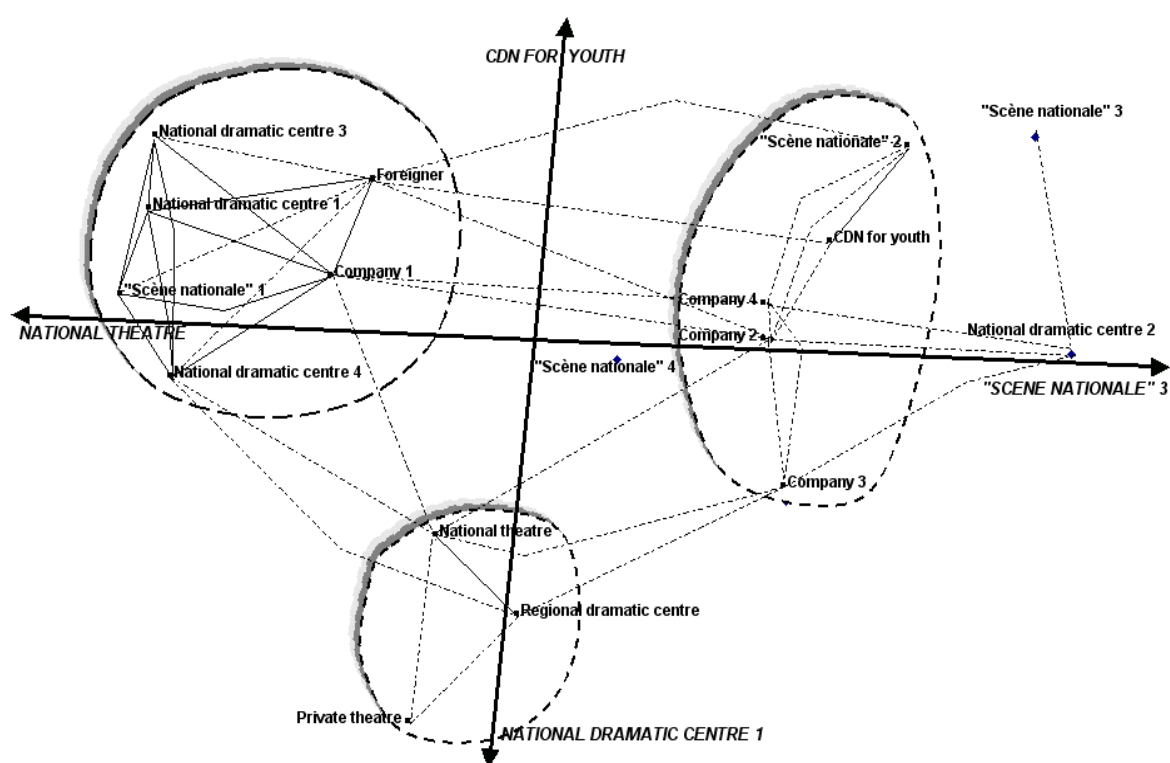 CDN FOR YOUTH
"Scène nationale" 3
National dramatic centre 3
"Scène nationale" 2
Foreigner
National dramatic centre 1
CDN for youth
Company 1
"Scène nationale" 1
Company 4
NATIONAL THEATRE
National dramatic centre 2
Company 2
"Scène nationale" 4
National dramatic centre 4
"SCENE NATIONALE" 3
Company 3
National theatre
Regional dramatic centre
Private theatre
NATIONAL DRAMATIC CENTRE 1